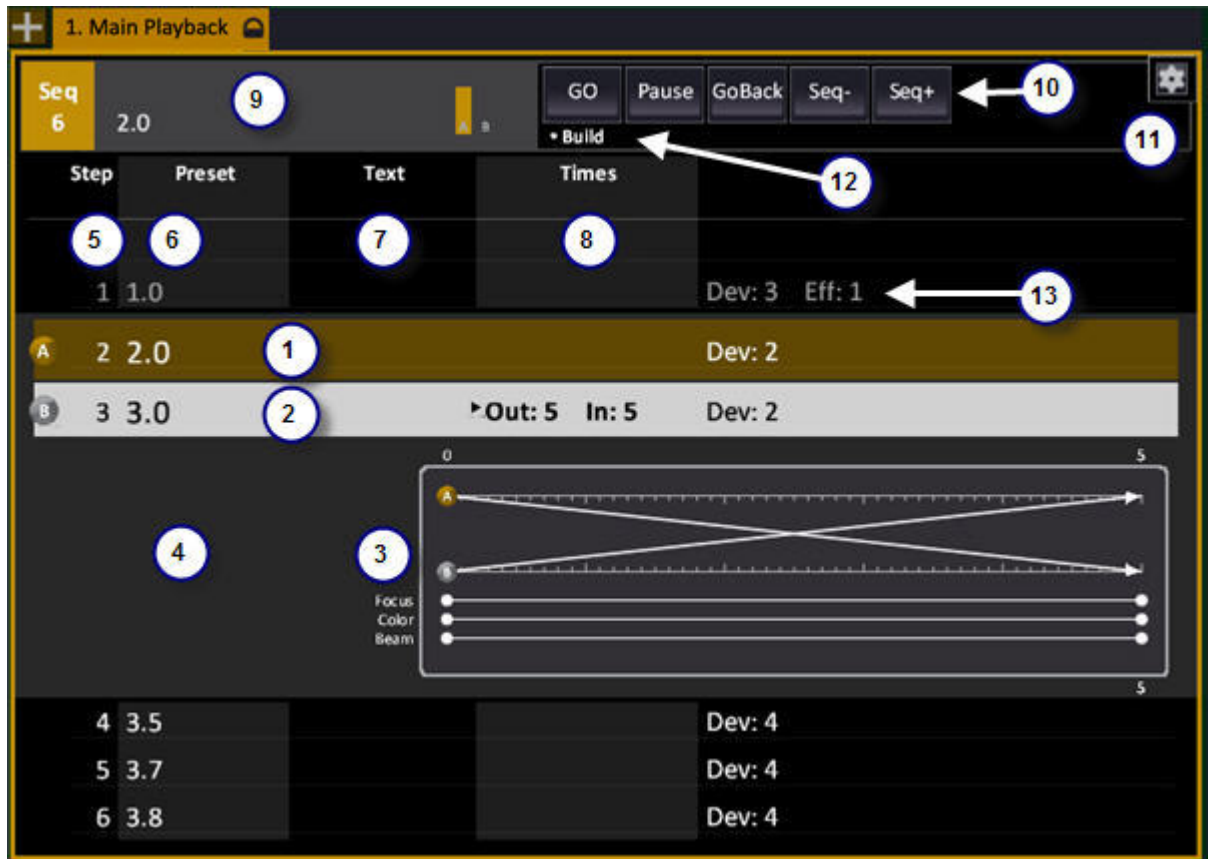 1. Main Playback
Seq 6
2.0
9
A B
GO Pause GoBack Seq- Seq+
10
11
• Build
12
Step Preset Text Times
5 6 7 8
1 1.0 Dev: 3 Eff: 1
13
A 2 2.0 1 Dev: 2
B 3 3.0 2 Out: 5 In: 5 Dev: 2
0 5
A
4 3
B
Focus
Color
Beam
5
4 3.5 Dev: 4
5 3.7 Dev: 4
6 3.8 Dev: 4